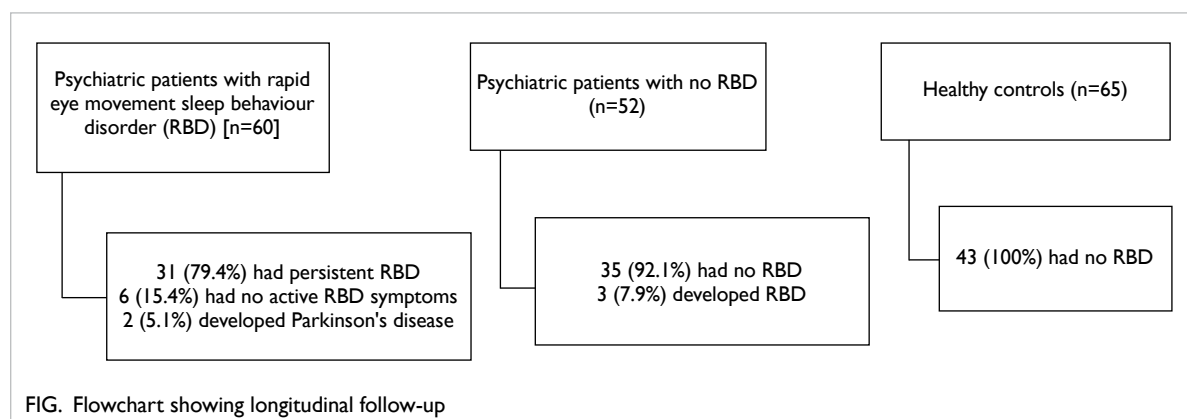 Psychiatric patients with rapid
eye movement sleep behaviour
disorder (RBD) [n=60]
Psychiatric patients with no RBD
(n=52)
Healthy controls (n=65)
31 (79.4%) had persistent RBD
6 (15.4%) had no active RBD symptoms
2 (5.1%) developed Parkinson's disease
35 (92.1%) had no RBD
3 (7.9%) developed RBD
43 (100%) had no RBD
FIG. Flowchart showing longitudinal follow-up